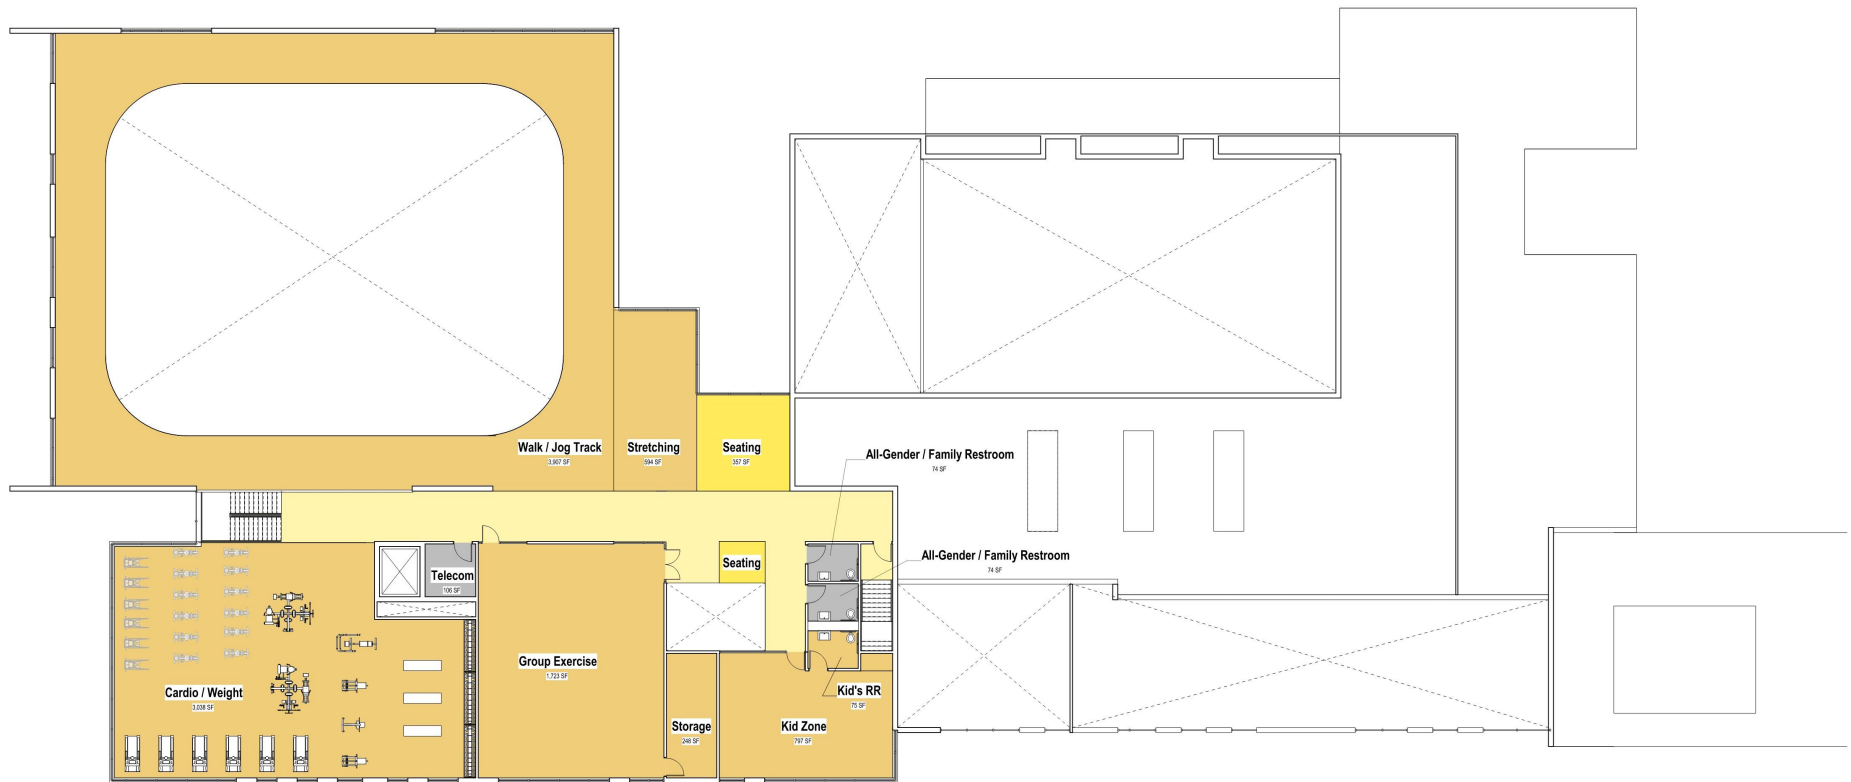 Walk / Jog Track
3,907 SF
Stretching
594 SF
Seating
357 SF
All-Gender / Family Restroom
74 SF
All-Gender / Family Restroom
74 SF
Seating
Telecom
106 SF
Group Exercise
1,723 SF
Cardio / Weight
3,038 SF
Kid's RR
75 SF
Storage
248 SF
Kid Zone
797 SF